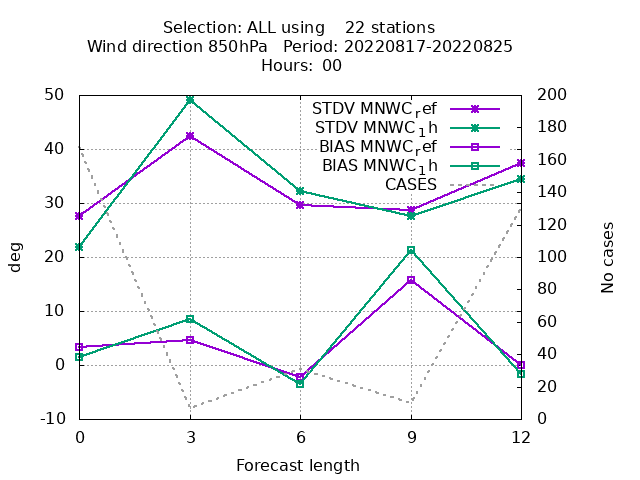 Selection: ALL using    22 stations
Wind direction 850hPa   Period: 20220817-20220825
Hours: 00
50
40
30
20
10
0
-10
200
180
160
140
120
100
80
60
40
20
0
STDV MNWC_ref
STDV MNWC_1h
BIAS MNWC_ref
BIAS MNWC_1h
CASES
deg
No cases
0 3 6 9 12
Forecast length